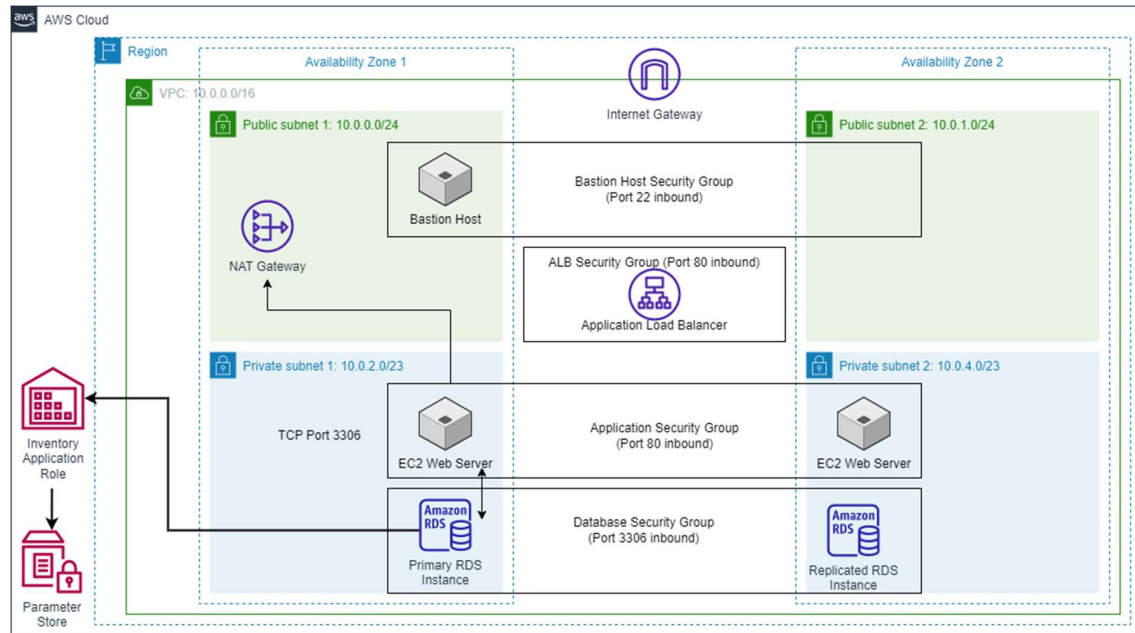 aws
AWS Cloud
Region
Availability Zone 1
Availability Zone 2
VPC: 10.0.0.0/16
Internet Gateway
Public subnet 1: 10.0.0.0/24
Public subnet 2: 10.0.1.0/24
Bastion Host
Bastion Host Security Group
(Port 22 inbound)
NAT Gateway
ALB Security Group (Port 80 inbound)
Application Load Balancer
Private subnet 1: 10.0.2.0/23
Private subnet 2: 10.0.4.0/23
Inventory
Application
Role
TCP Port 3306
EC2 Web Server
Application Security Group
(Port 80 inbound)
EC2 Web Server
Amazon
RDS
Primary RDS
Instance
Database Security Group
(Port 3306 inbound)
Amazon
RDS
Replicated RDS
Instance
Parameter
Store